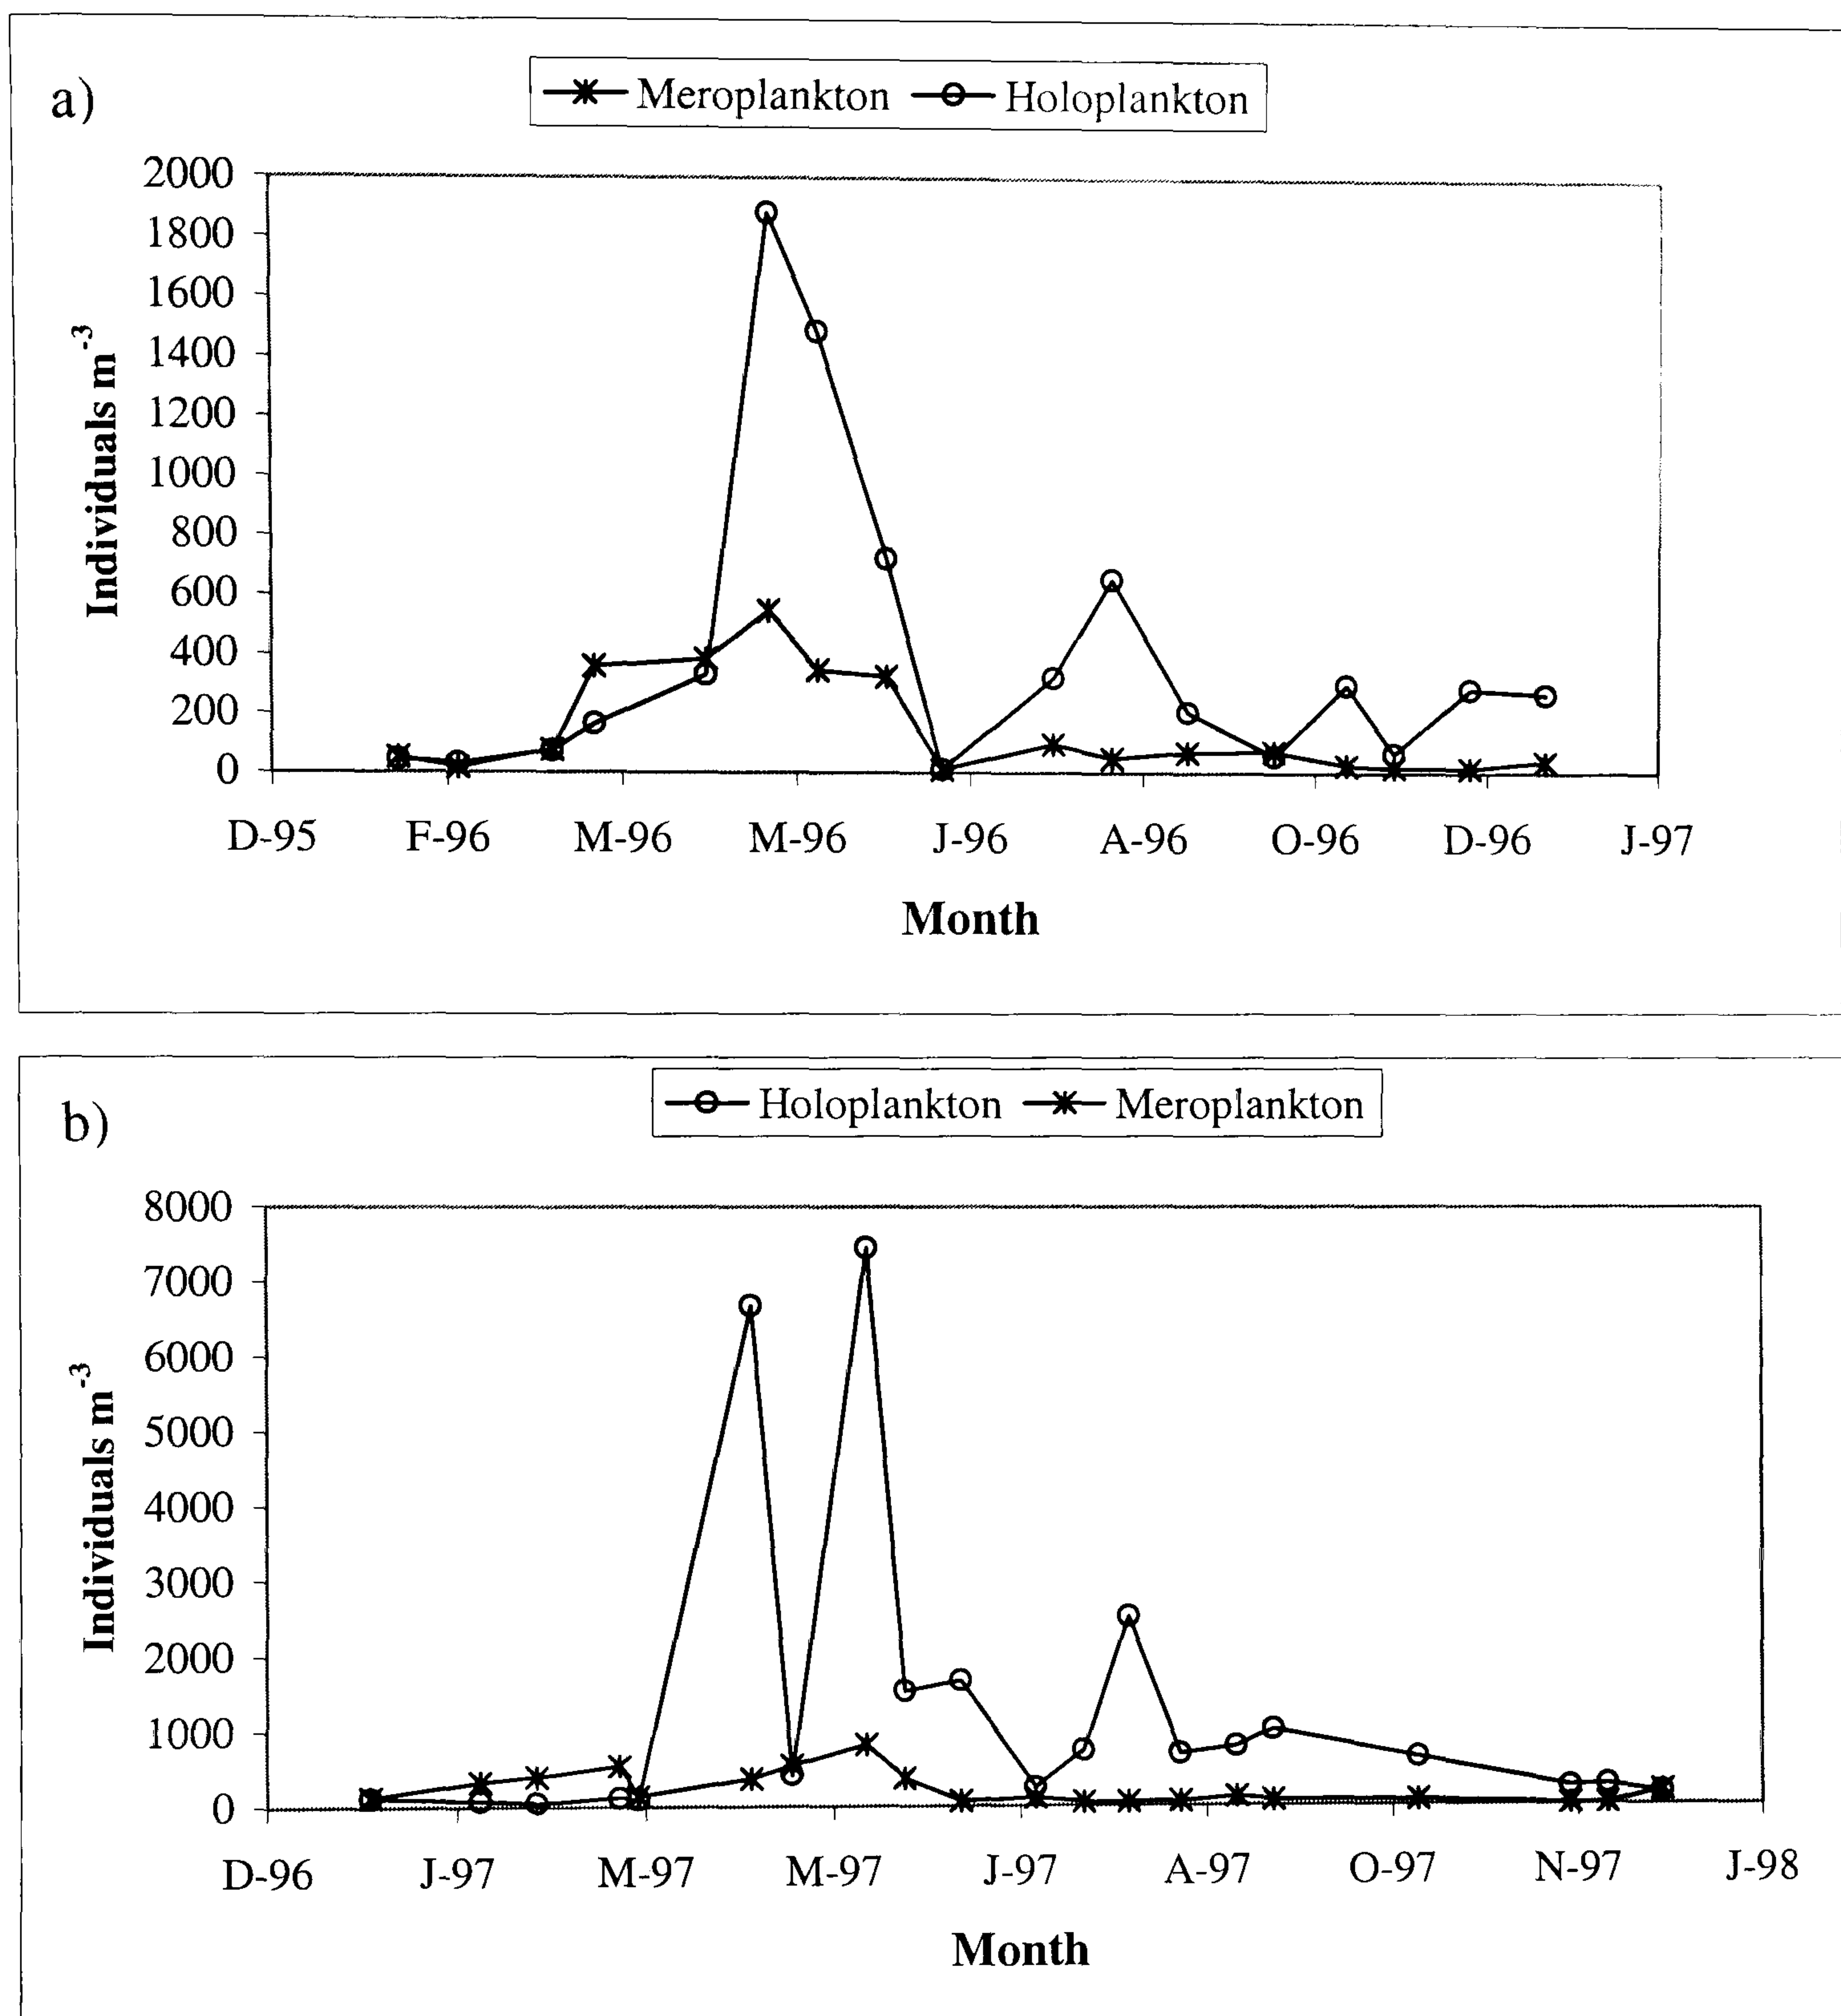 a)
Meroplankton Holoplankton
2000
1800
1600
1400
1200
1000
800
600
400
200
0
Individuals m⁻³
D-95 F-96 M-96 M-96 J-96 A-96 O-96 D-96 J-97
Month
b)
Holoplankton Meroplankton
8000
7000
6000
5000
4000
3000
2000
1000
0
Individuals m⁻³
D-96 J-97 M-97 M-97 J-97 A-97 O-97 N-97 J-98
Month